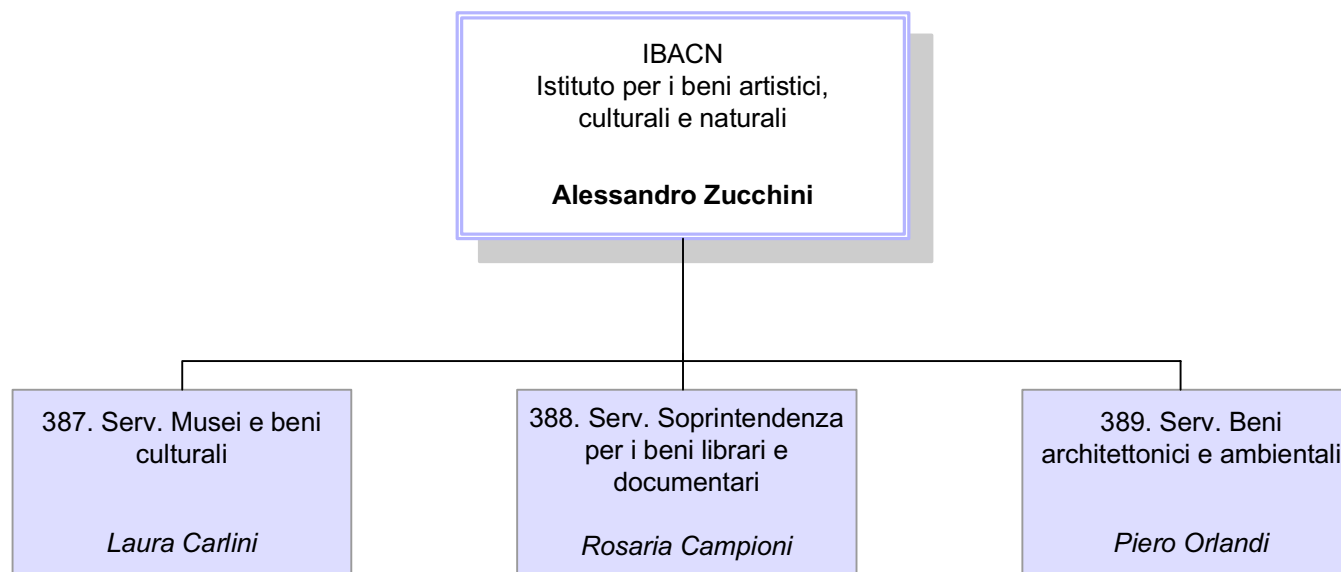 IBACN
Istituto per i beni artistici,
culturali e naturali
Alessandro Zucchini
387. Serv. Musei e beni
culturali
Laura Carlini
388. Serv. Soprintendenza
per i beni librari e
documentari
Rosaria Campioni
389. Serv. Beni
architettonici e ambientali
Piero Orlandi